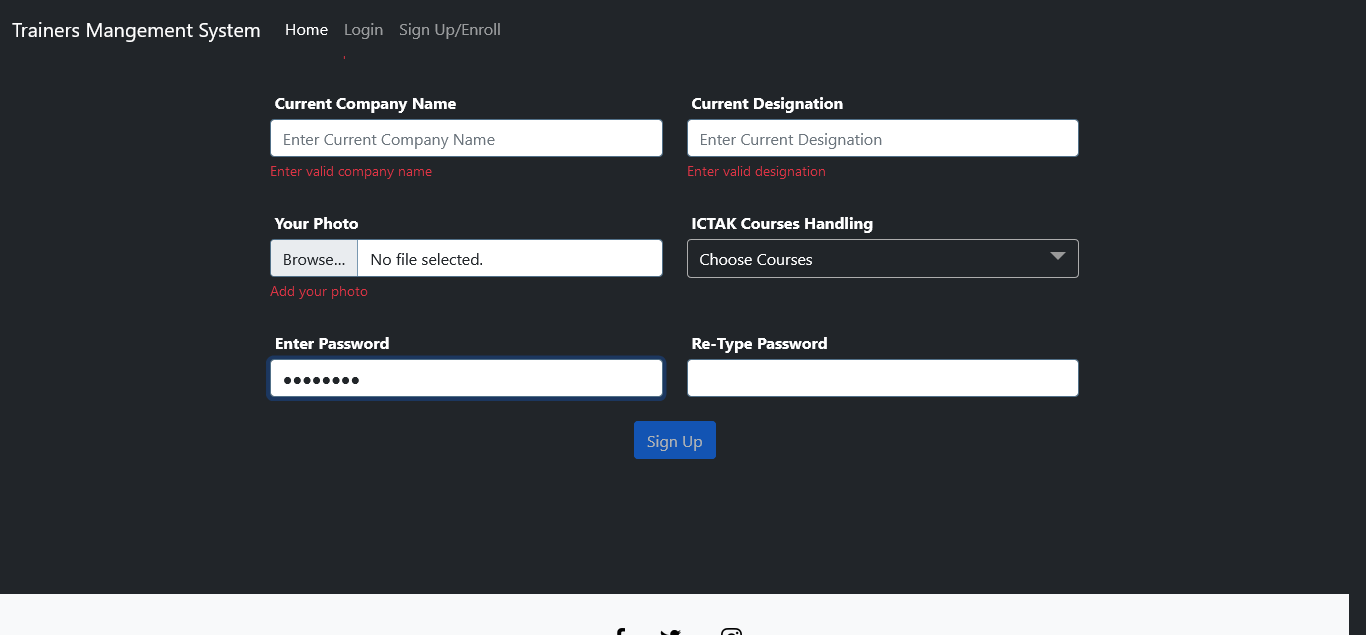 Trainers Mangement System Home Login Sign Up/Enroll
Current Company Name Current Designation
Enter Current Company Name Enter Current Designation
Enter valid company name Enter valid designation
Your Photo ICTAK Courses Handling
Browse... No file selected. Choose Courses
Add your photo
Enter Password Re-Type Password
●●●●●●●●
Sign Up